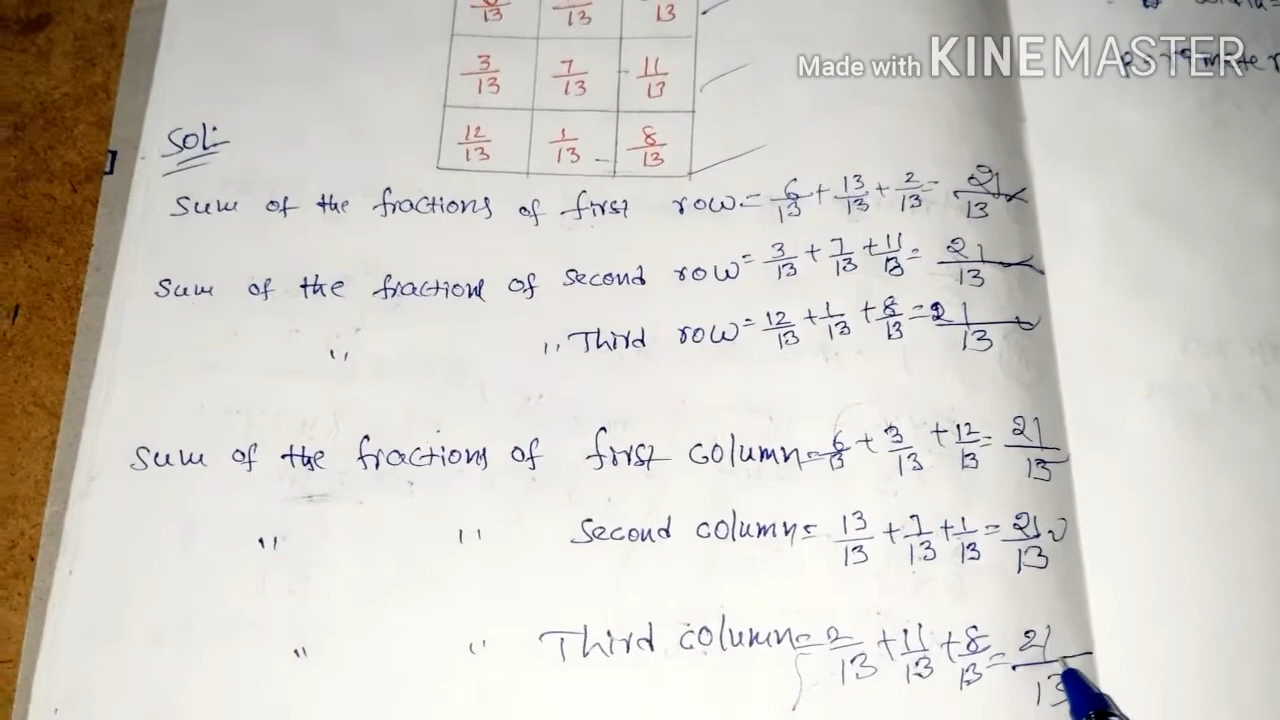 13 13 13
Made with KINEMASTER
3/13 7/13 11/13
12/13 1/13 8/13
Sol:-
Sum of the fractions of first row = 6/13 + 13/13 + 2/13 = 21/13
Sum of the fractions of second row = 3/13 + 7/13 + 11/13 = 21/13
" " Third row = 12/13 + 1/13 + 8/13 = 21/13
Sum of the fractions of first column = 6/13 + 3/13 + 12/13 = 21/13
" " Second column = 13/13 + 7/13 + 1/13 = 21/13
" " Third column = 2/13 + 11/13 + 8/13 = 21/13